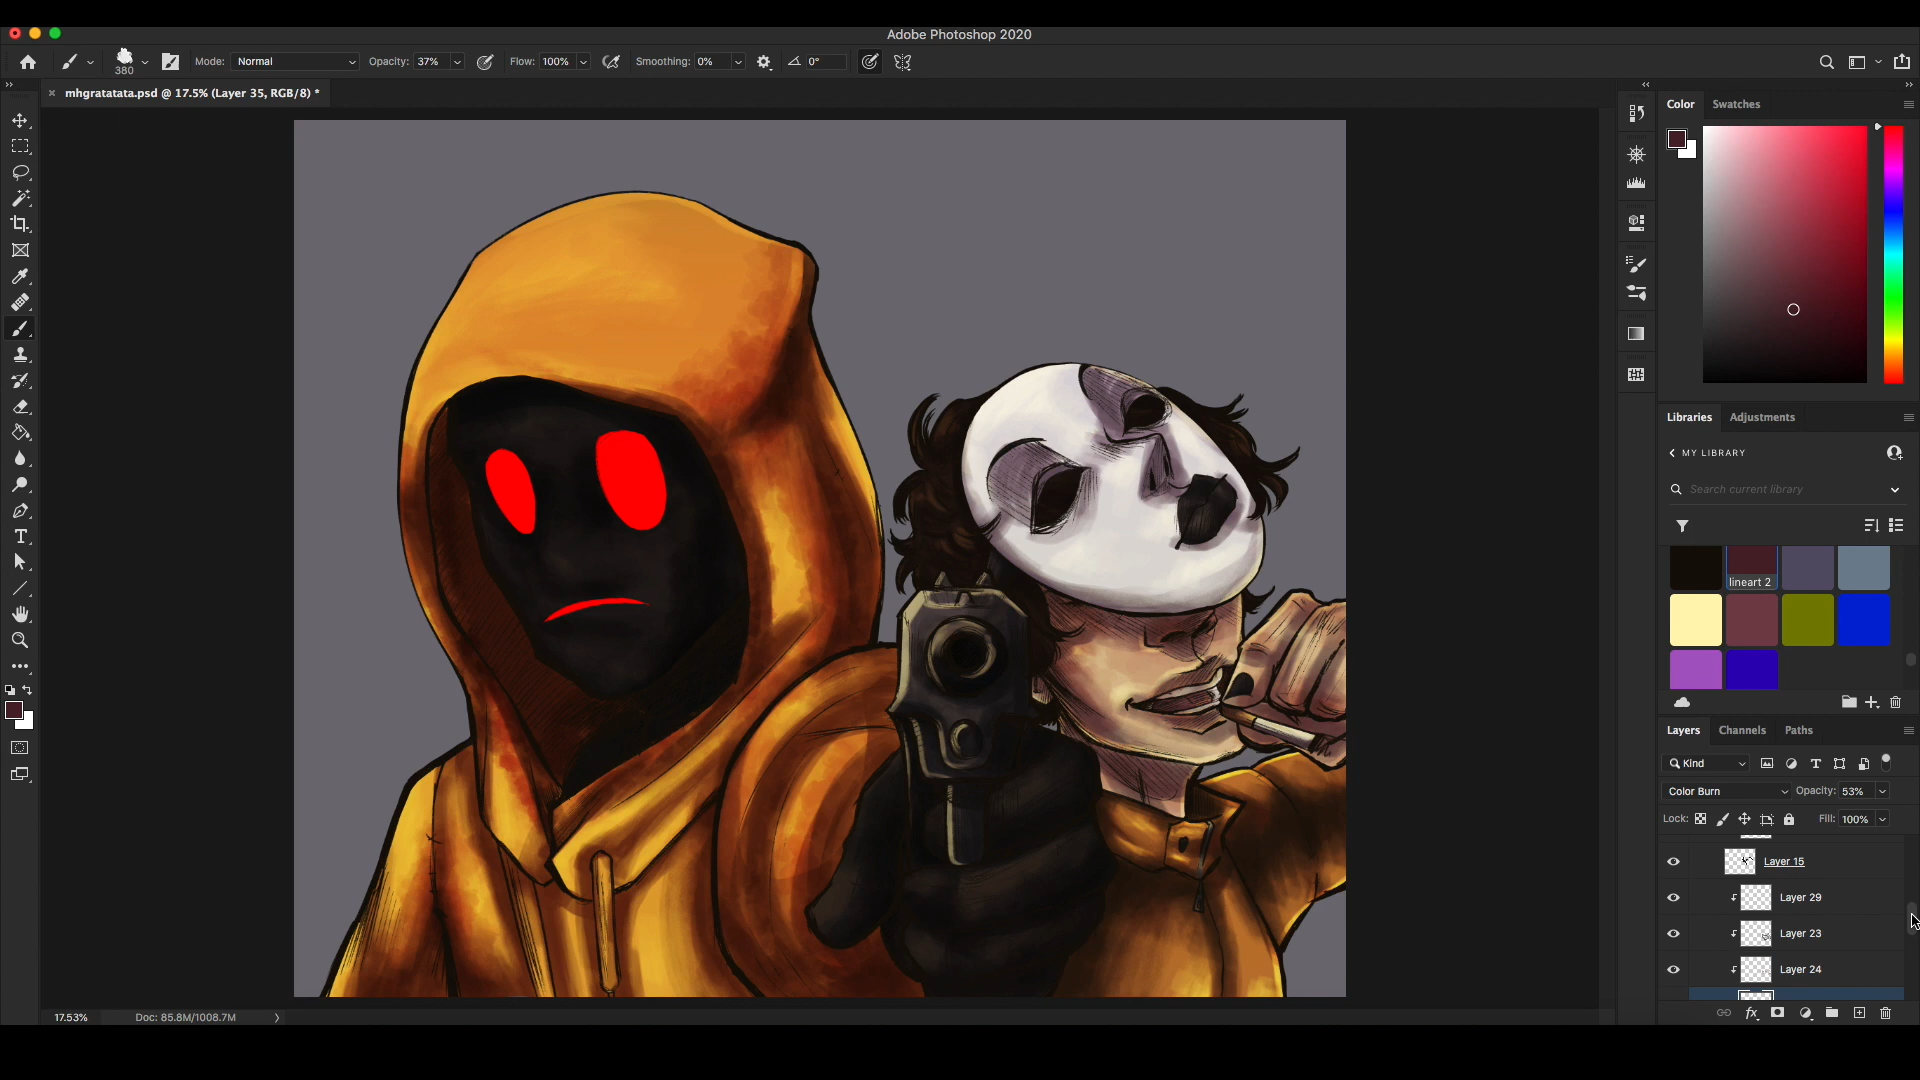 Adobe Photoshop 2020
380
Mode: Normal Opacity: 37% Flow: 100% Smoothing: 0% 0°
mhgratatata.psd @ 17.5% (Layer 35, RGB/8) *
Color Swatches
Libraries Adjustments
MY LIBRARY
Search current library
lineart 2
Layers Channels Paths
Kind
Color Burn Opacity: 53%
Lock: Fill: 100%
Layer 15
Layer 29
Layer 23
Layer 24
17.53% Doc: 85.8M/1008.7M